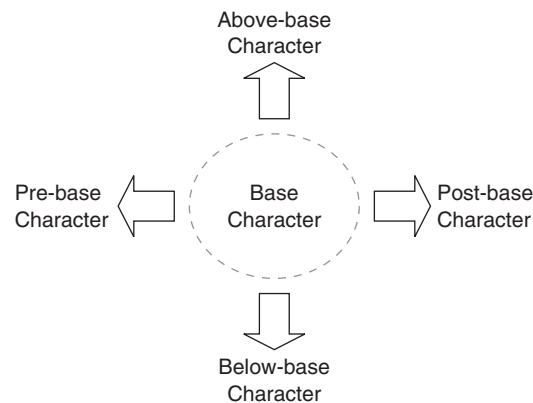 Above-base
Character
Pre-base
Character
Base
Character
Post-base
Character
Below-base
Character